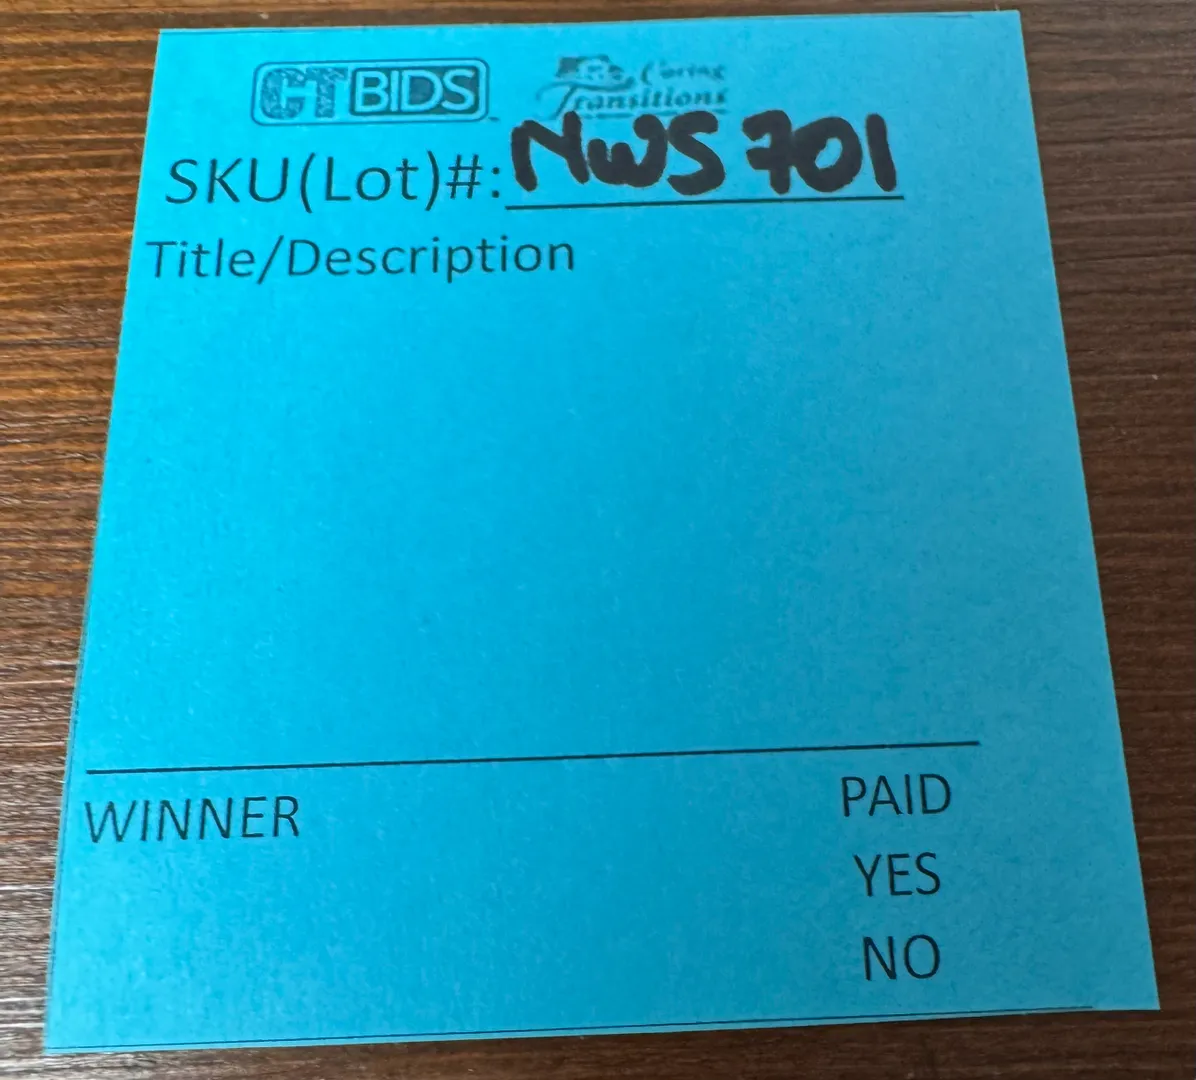 CTBIDS Caring Transitions
SKU(Lot)#: NWS 701
Title/Description
WINNER PAID
YES
NO